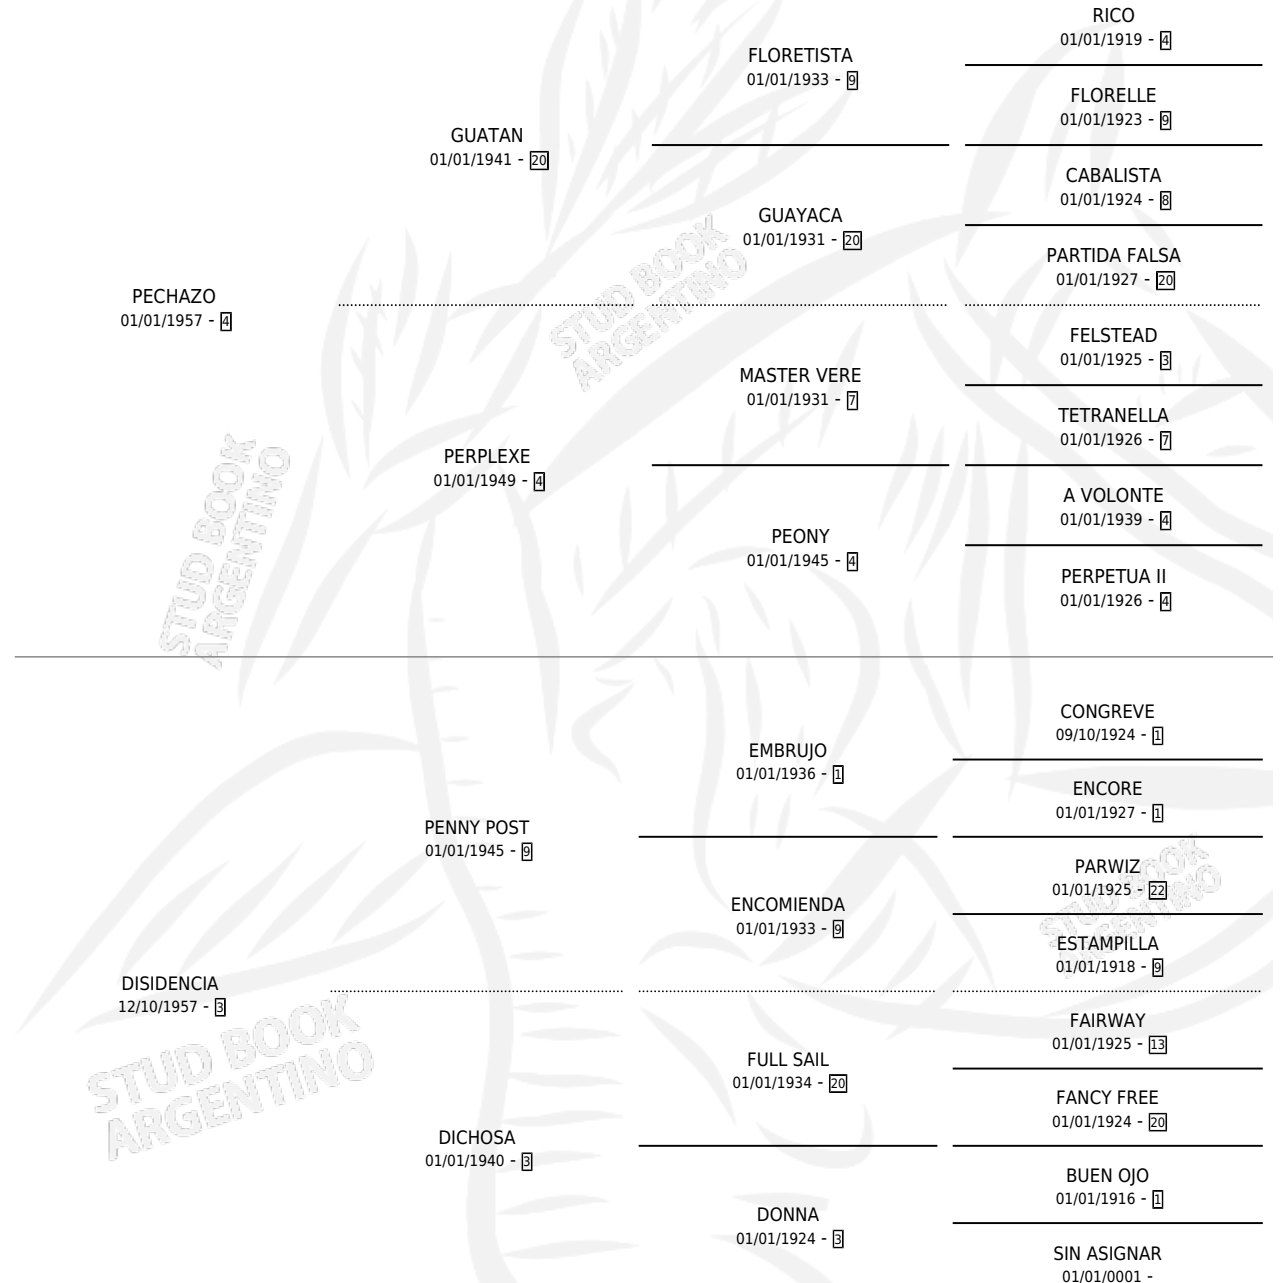 PECHAZO
01/01/1957 - 4
GUATAN
01/01/1941 - 20
PERPLEXE
01/01/1949 - 4
FLORETISTA
01/01/1933 - 9
GUAYACA
01/01/1931 - 20
MASTER VERE
01/01/1931 - 7
PEONY
01/01/1945 - 4
RICO
01/01/1919 - 4
FLORELLE
01/01/1923 - 9
CABALISTA
01/01/1924 - 8
PARTIDA FALSA
01/01/1927 - 20
FELSTEAD
01/01/1925 - 3
TETRANELLA
01/01/1926 - 7
A VOLONTE
01/01/1939 - 4
PERPETUA II
01/01/1926 - 4
DISIDENCIA
12/10/1957 - 3
PENNY POST
01/01/1945 - 9
DICHOSA
01/01/1940 - 3
EMBRUJO
01/01/1936 - 1
ENCOMIENDA
01/01/1933 - 9
FULL SAIL
01/01/1934 - 20
DONNA
01/01/1924 - 3
CONGREVE
09/10/1924 - 1
ENCORE
01/01/1927 - 1
PARWIZ
01/01/1925 - 22
ESTAMPILLA
01/01/1918 - 9
FAIRWAY
01/01/1925 - 13
FANCY FREE
01/01/1924 - 20
BUEN OJO
01/01/1916 - 1
SIN ASIGNAR
01/01/0001 -
STUD BOOK
ARGENTINO
STUD BOOK
ARGENTINO
STUD BOOK
ARGENTINO
STUD BOOK
ARGENTINO